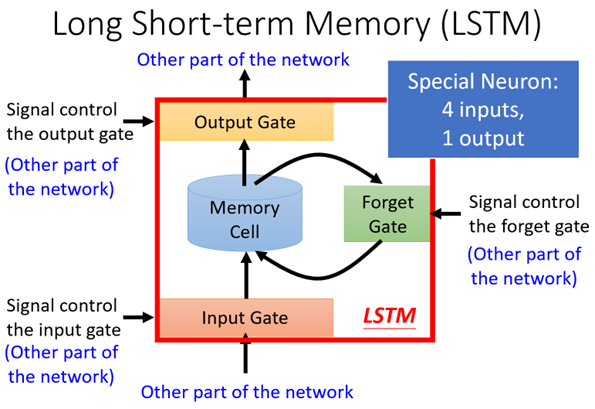 Long Short-term Memory (LSTM)
Other part of the network
Special Neuron:
4 inputs,
1 output
Signal control
the output gate
(Other part of
the network)
Output Gate
Memory
Cell
Forget
Gate
Signal control
the forget gate
(Other part of
the network)
Signal control
the input gate
(Other part of
the network)
Input Gate
LSTM
Other part of the network